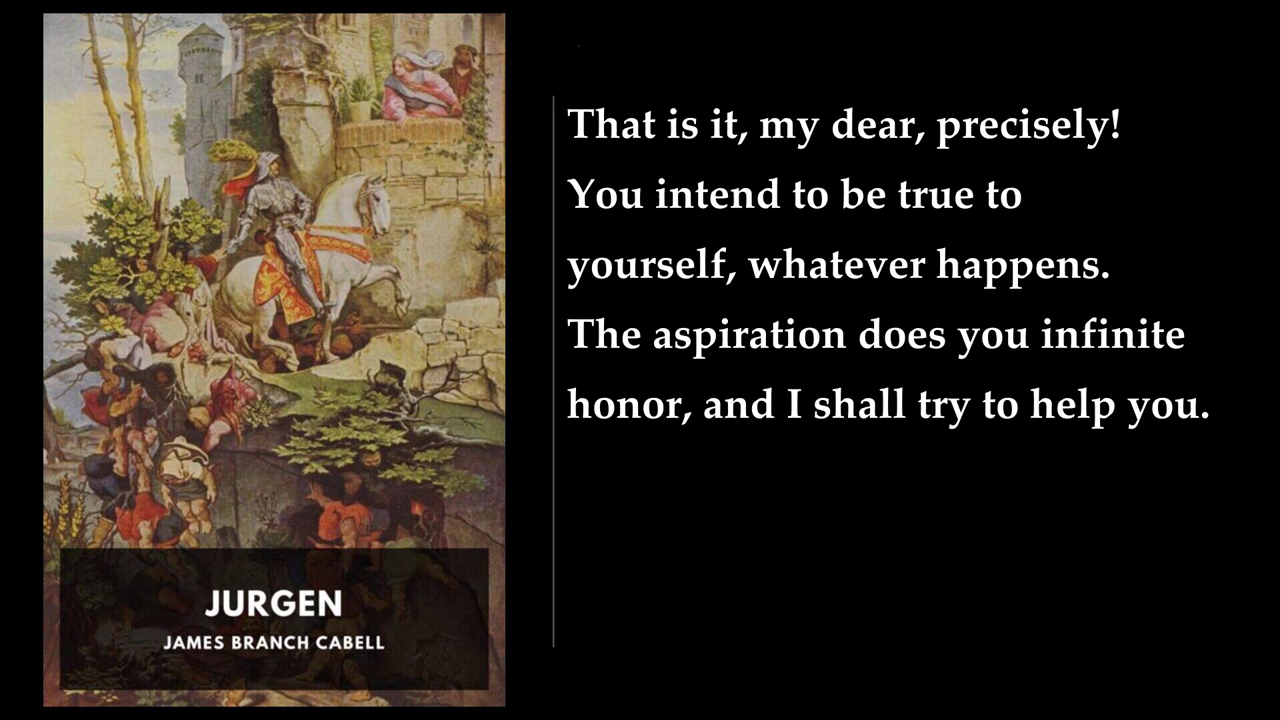 That is it, my dear, precisely!
You intend to be true to
yourself, whatever happens.
The aspiration does you infinite
honor, and I shall try to help you.
JURGEN
JAMES BRANCH CABELL